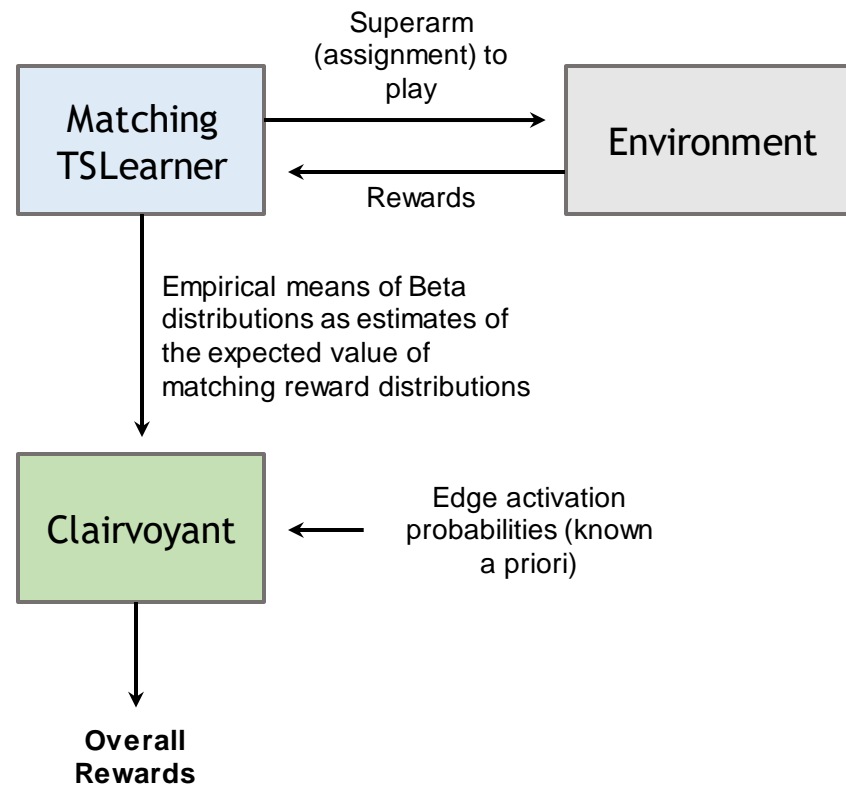 Superarm
(assignment) to
play
Matching
TSLearner
Environment
Rewards
Empirical means of Beta
distributions as estimates of
the expected value of
matching reward distributions
Clairvoyant
Edge activation
probabilities (known
a priori)
Overall
Rewards